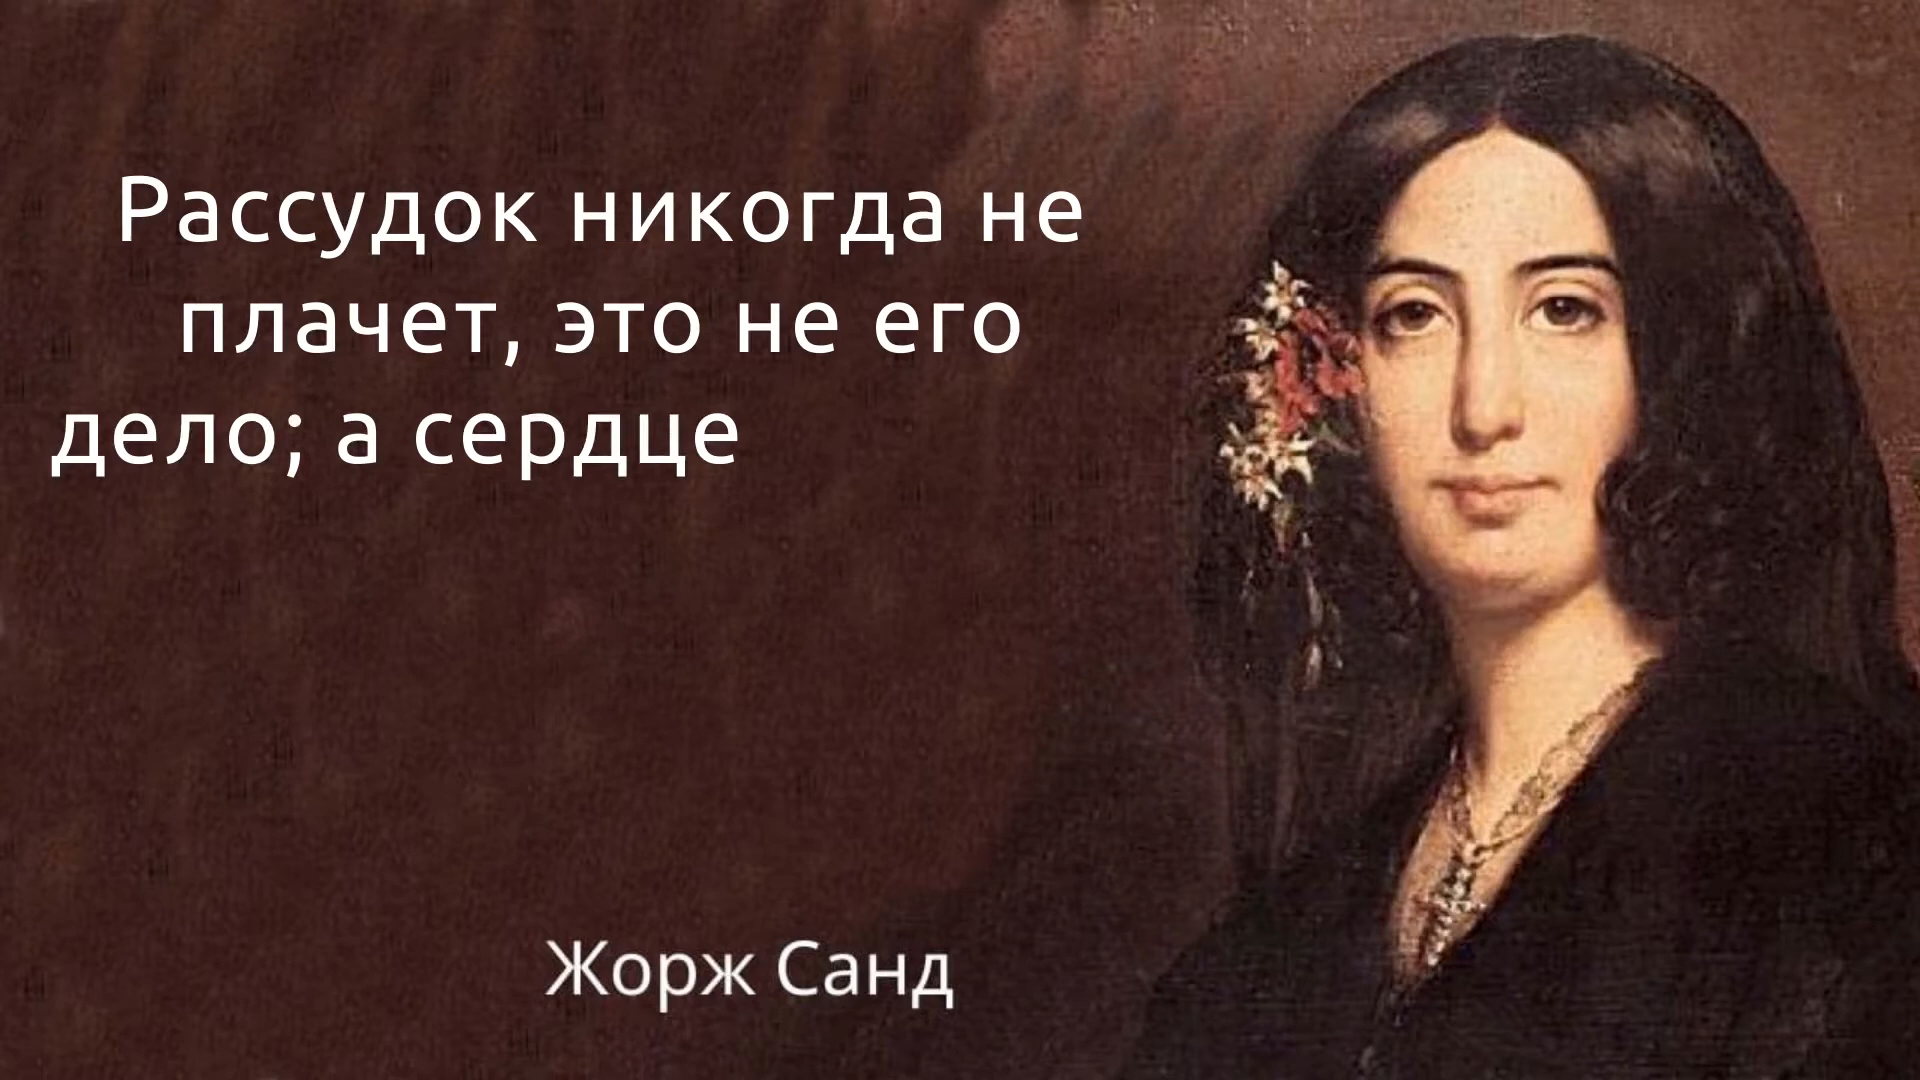 Рассудок никогда не
плачет, это не его
дело; а сердце
Жорж Санд